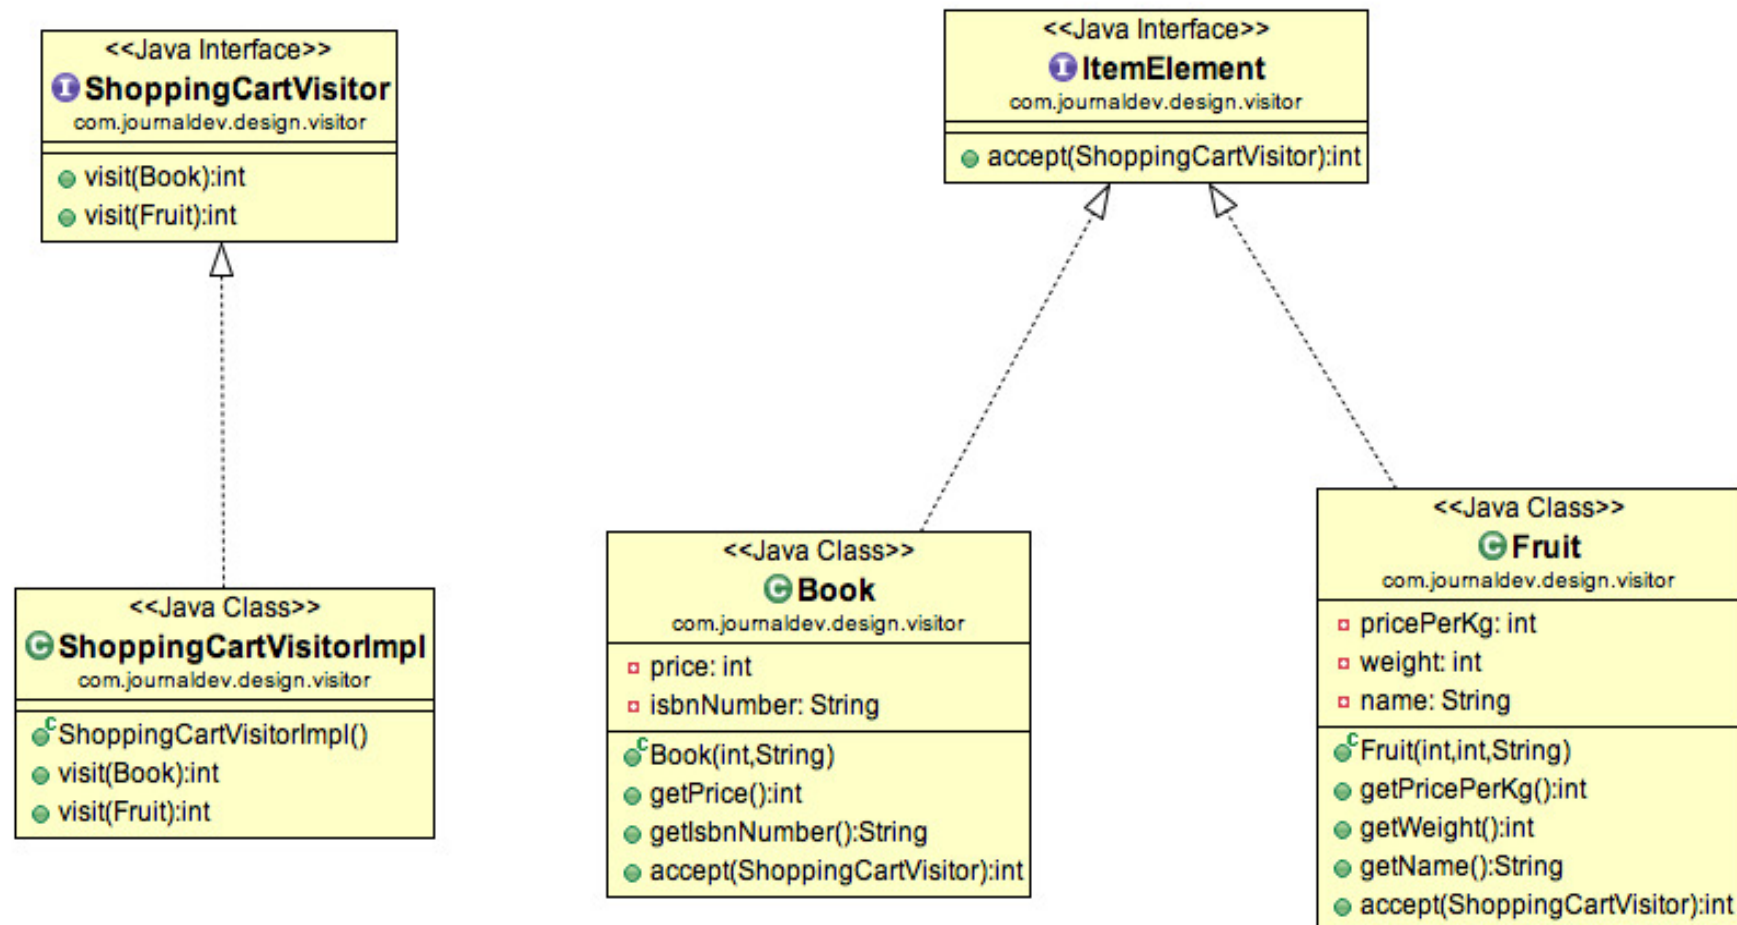 <<Java Interface>>
ShoppingCartVisitor
com.journaldev.design.visitor
visit(Book):int
visit(Fruit):int
<<Java Interface>>
ItemElement
com.journaldev.design.visitor
accept(ShoppingCartVisitor):int
<<Java Class>>
ShoppingCartVisitorImpl
com.journaldev.design.visitor
ShoppingCartVisitorImpl()
visit(Book):int
visit(Fruit):int
<<Java Class>>
Book
com.journaldev.design.visitor
price: int
isbnNumber: String
Book(int,String)
getPrice():int
getIsbnNumber():String
accept(ShoppingCartVisitor):int
<<Java Class>>
Fruit
com.journaldev.design.visitor
pricePerKg: int
weight: int
name: String
Fruit(int,int,String)
getPricePerKg():int
getWeight():int
getName():String
accept(ShoppingCartVisitor):int